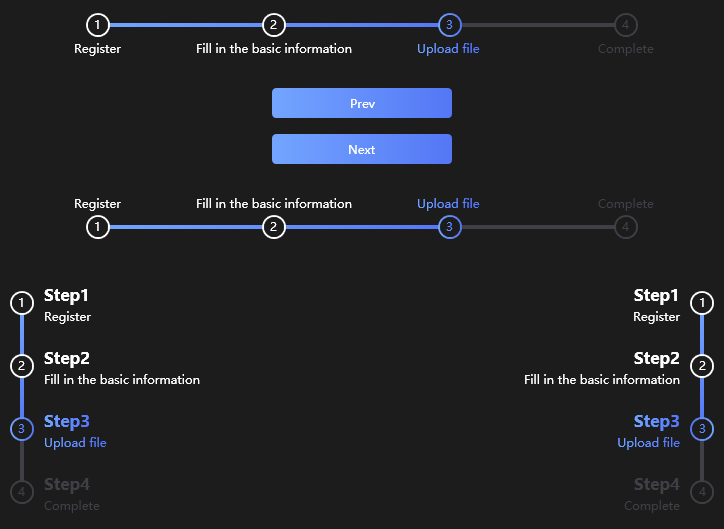 1 2 3 4
Register Fill in the basic information Upload file Complete
Prev
Next
Register Fill in the basic information Upload file Complete
1 2 3 4
1 Step1
Register
2 Step2
Fill in the basic information
3 Step3
Upload file
4 Step4
Complete
Step1 1
Register
Step2 2
Fill in the basic information
Step3 3
Upload file
Step4 4
Complete